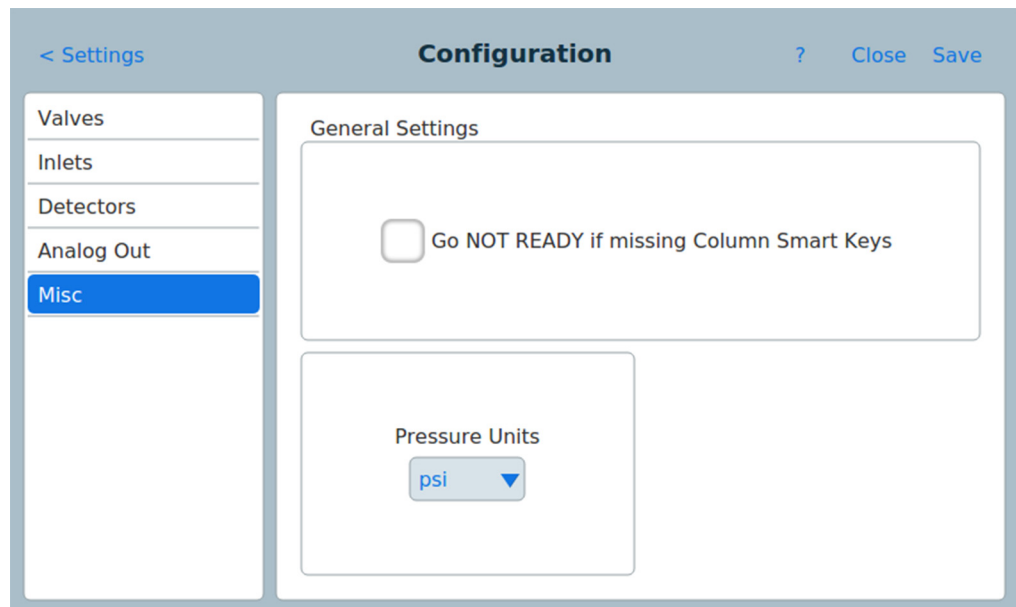 < Settings
Configuration
? Close Save
Valves
Inlets
Detectors
Analog Out
Misc
General Settings
Go NOT READY if missing Column Smart Keys
Pressure Units
psi